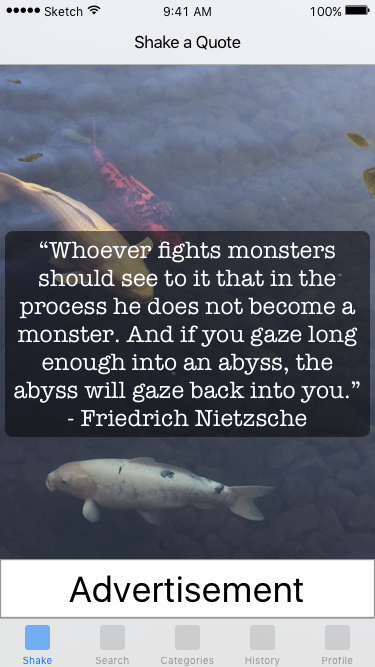 Sketch 9:41 AM 100%
Shake a Quote
“Whoever fights monsters
should see to it that in the
process he does not become a
monster. And if you gaze long
enough into an abyss, the
abyss will gaze back into you.”
- Friedrich Nietzsche
Advertisement
Shake Search Categories History Profile